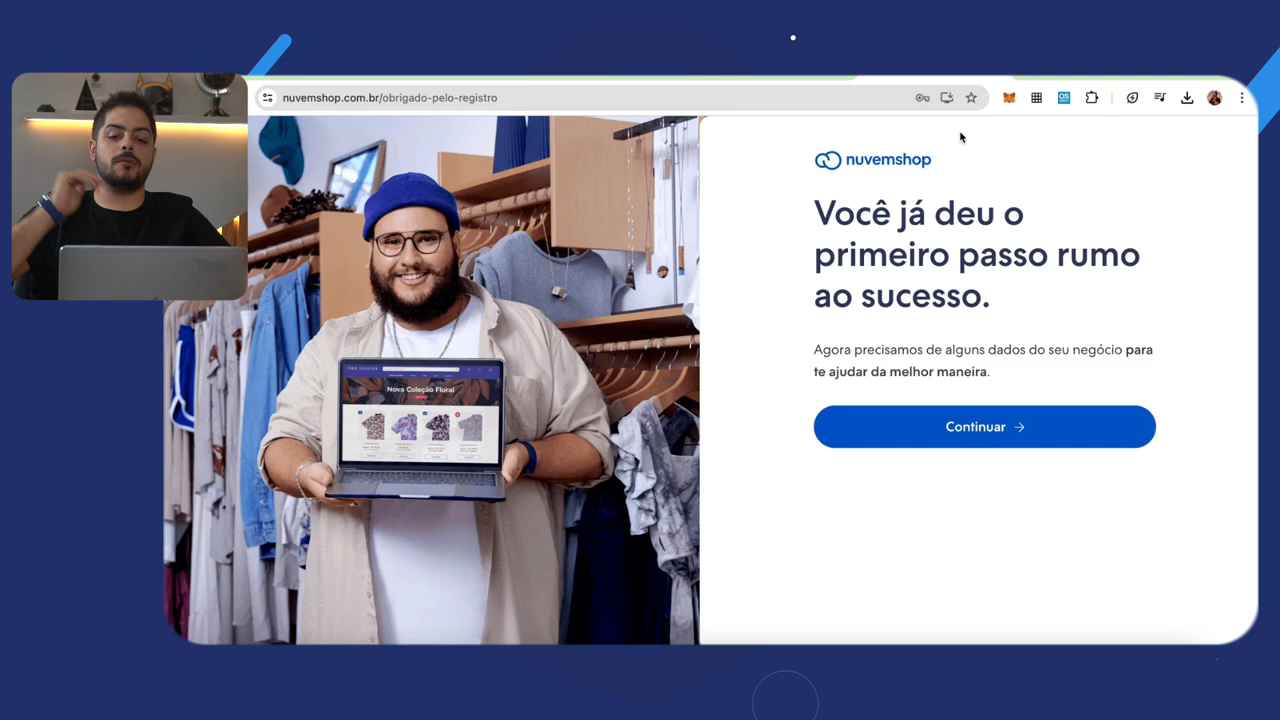 nuvemshop.com.br/obrigado-pelo-registro
OS
nuvemshop
Você já deu o
primeiro passo rumo
ao sucesso.
Agora precisamos de alguns dados do seu negócio para
te ajudar da melhor maneira.
Continuar
Nova Coleção Floral